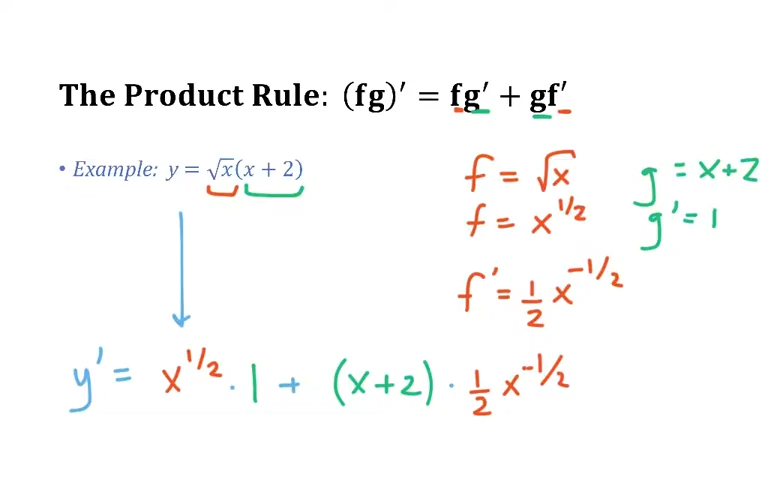 The Product Rule: (fg)′ = fg′ + gf′
• Example: y = √x(x + 2)
f = √x
g = x+2
f = x^1/2
g' = 1
f' = 1/2 x^-1/2
y' = x^1/2 · 1 + (x+2) · 1/2 x^-1/2